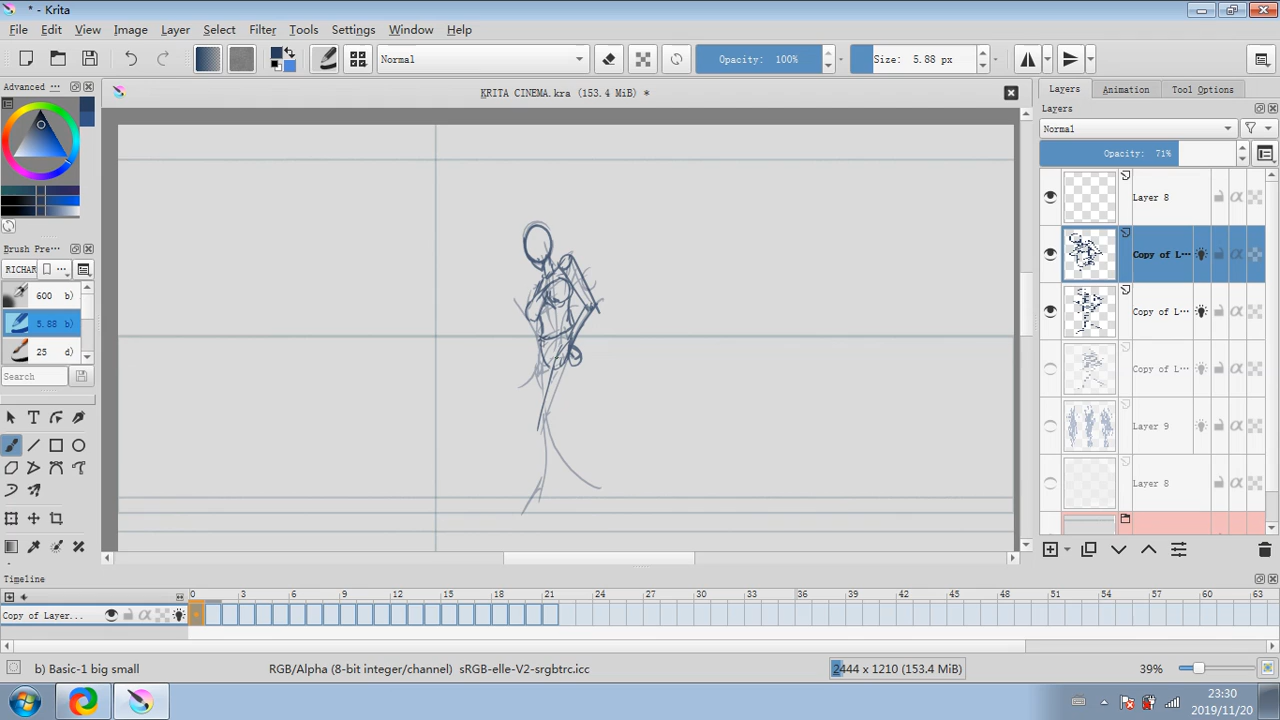 * - Krita
File Edit View Image Layer Select Filter Tools Settings Window Help
Normal
Opacity: 100%
Size: 5.88 px
Advanced ...
KRITA CINEMA.kra (153.4 MiB) *
Layers Animation Tool Options
Layers
Normal
Opacity: 71%
Layer 8
Copy of L...
Copy of L...
Copy of L...
Layer 9
Layer 8
Brush Pre...
RICHAR ...
600 b)
5.88 b)
25 d)
Search
Timeline
0 3 6 9 12 15 18 21 24 27 30 33 36 39 42 45 48 51 54 57 60 63
Copy of Layer...
b) Basic-1 big small
RGB/Alpha (8-bit integer/channel) sRGB-elle-V2-srgbtrc.icc
2444 x 1210 (153.4 MiB)
39%
23:30
2019/11/20